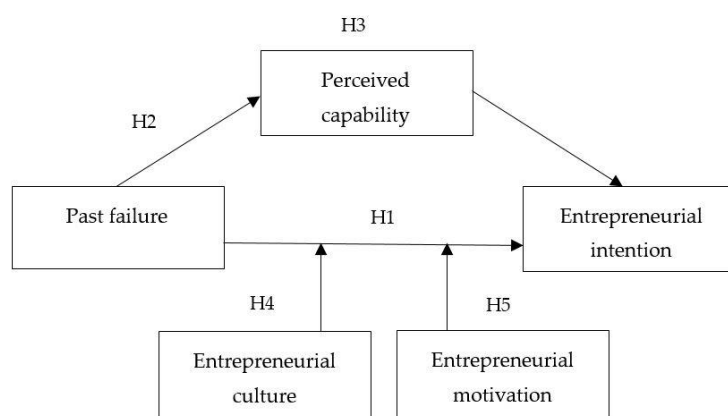 H3
Perceived
capability
H2
Past failure
H1
Entrepreneurial
intention
H4
H5
Entrepreneurial
culture
Entrepreneurial
motivation